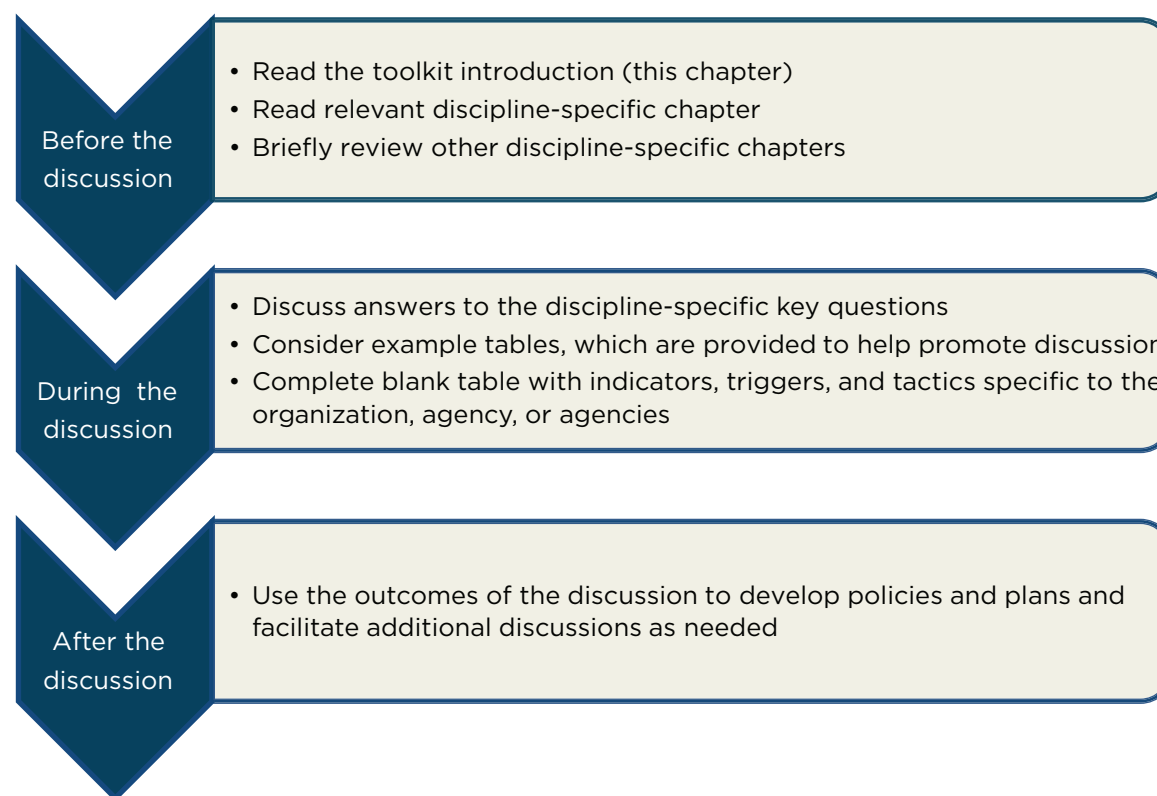 Before the
discussion
• Read the toolkit introduction (this chapter)
• Read relevant discipline-specific chapter
• Briefly review other discipline-specific chapters
During the
discussion
• Discuss answers to the discipline-specific key questions
• Consider example tables, which are provided to help promote discussion
• Complete blank table with indicators, triggers, and tactics specific to the
organization, agency, or agencies
After the
discussion
• Use the outcomes of the discussion to develop policies and plans and
facilitate additional discussions as needed